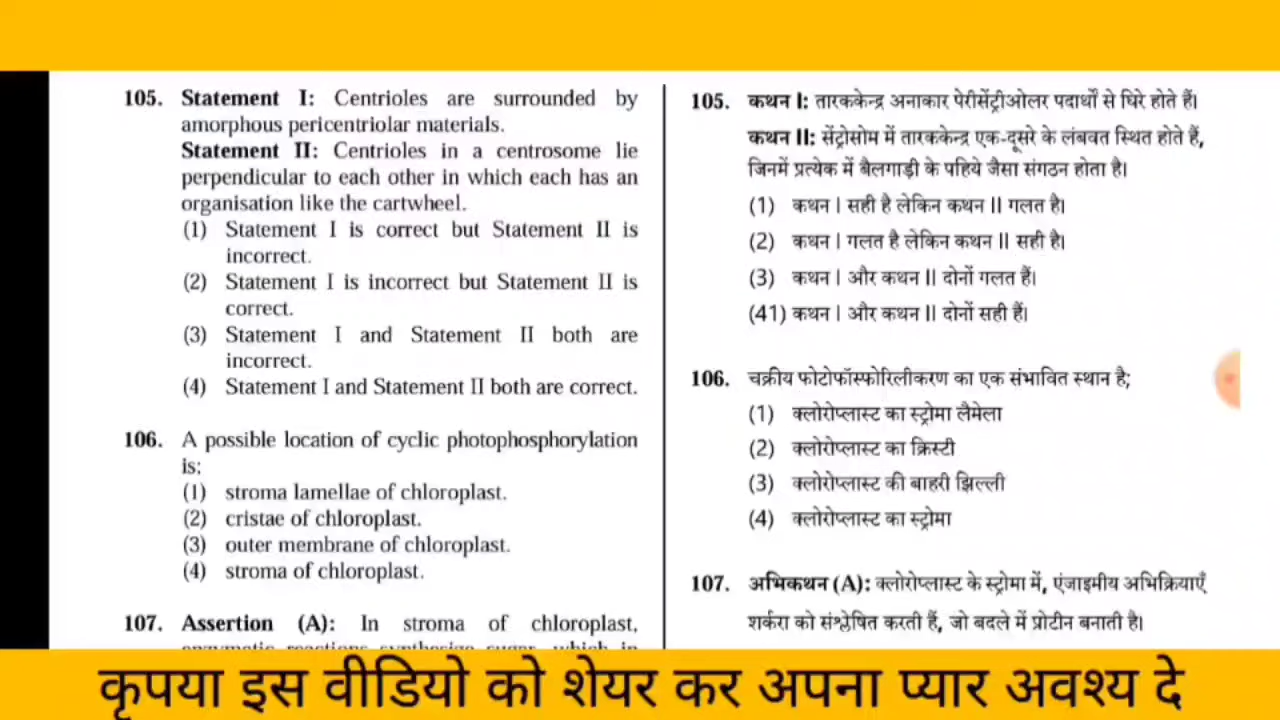 105. Statement I: Centrioles are surrounded by
amorphous pericentriolar materials.
Statement II: Centrioles in a centrosome lie
perpendicular to each other in which each has an
organisation like the cartwheel.
(1) Statement I is correct but Statement II is
incorrect.
(2) Statement I is incorrect but Statement II is
correct.
(3) Statement I and Statement II both are
incorrect.
(4) Statement I and Statement II both are correct.
106. A possible location of cyclic photophosphorylation
is:
(1) stroma lamellae of chloroplast.
(2) cristae of chloroplast.
(3) outer membrane of chloroplast.
(4) stroma of chloroplast.
107. Assertion (A): In stroma of chloroplast,
enzymatic reactions synthesise sugar, which in
105. कथन I: तारककेन्द्र अनाकार पेरीसेंट्रीओलर पदार्थों से घिरे होते हैं।
कथन II: सेंट्रोसोम में तारककेन्द्र एक-दूसरे के लंबवत स्थित होते हैं,
जिनमें प्रत्येक में बैलगाड़ी के पहिये जैसा संगठन होता है।
(1) कथन I सही है लेकिन कथन II गलत है।
(2) कथन I गलत है लेकिन कथन II सही है।
(3) कथन I और कथन II दोनों गलत हैं।
(41) कथन I और कथन II दोनों सही हैं।
106. चक्रीय फोटोफॉस्फोरिलीकरण का एक संभावित स्थान है;
(1) क्लोरोप्लास्ट का स्ट्रोमा लैमेला
(2) क्लोरोप्लास्ट का क्रिस्टी
(3) क्लोरोप्लास्ट की बाहरी झिल्ली
(4) क्लोरोप्लास्ट का स्ट्रोमा
107. अभिकथन (A): क्लोरोप्लास्ट के स्ट्रोमा में, एंजाइमीय अभिक्रियाएँ
शर्करा को संश्लेषित करती हैं, जो बदले में प्रोटीन बनाती है।
कृपया इस वीडियो को शेयर कर अपना प्यार अवश्य दे